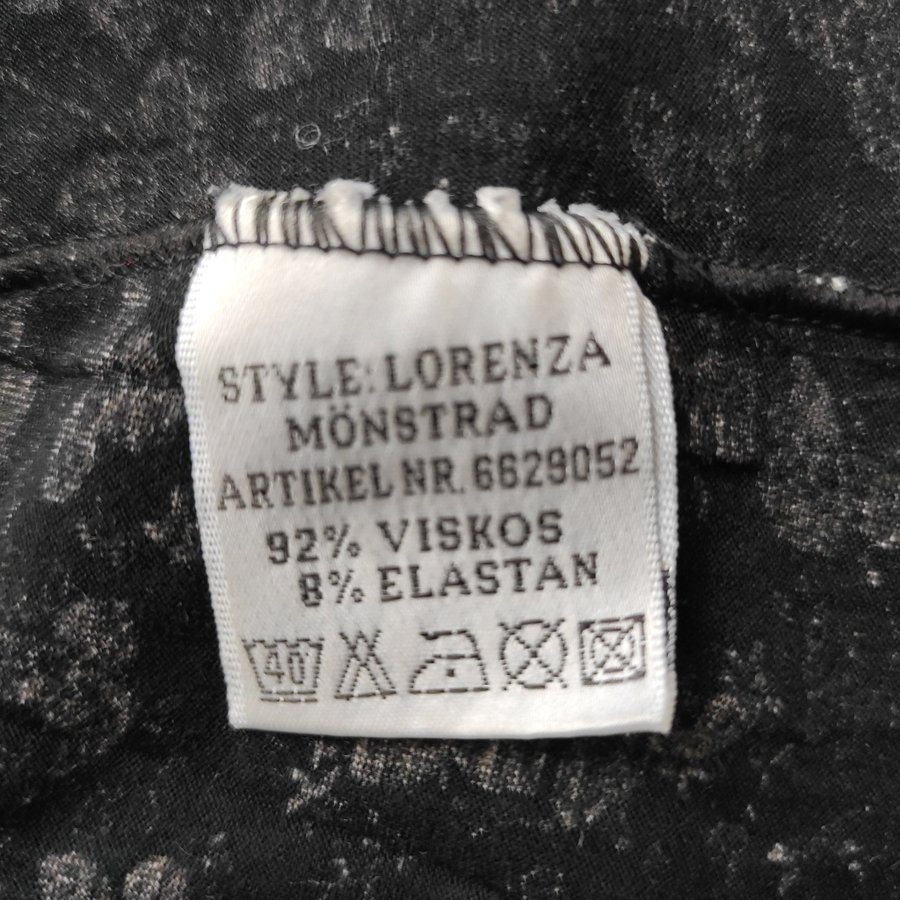 STYLE: LORENZA
MÖNSTRAD
ARTIKEL NR. 6629052
92% VISKOS
8% ELASTAN
40